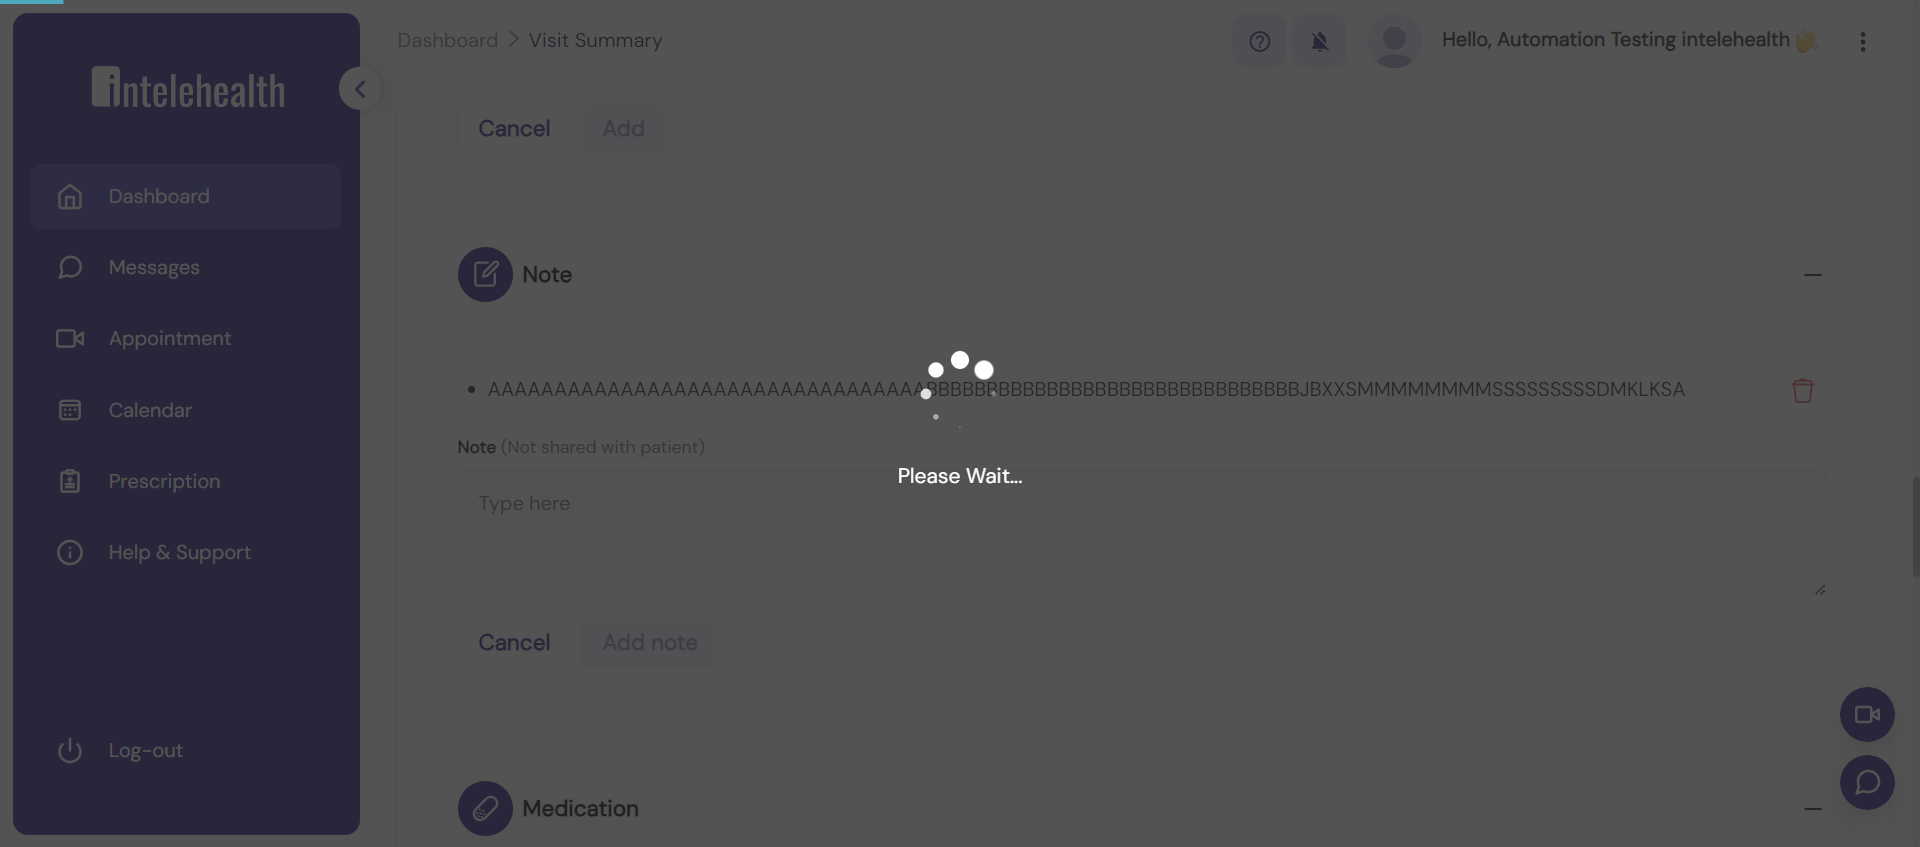 intelehealth
Dashboard
Messages
Appointment
Calendar
Prescription
Help & Support
Log-out
Dashboard > Visit Summary
Hello, Automation Testing intelehealth 👏
Cancel Add
Note
Note (Not shared with patient)
Type here
Please Wait...
Cancel Add note
Medication